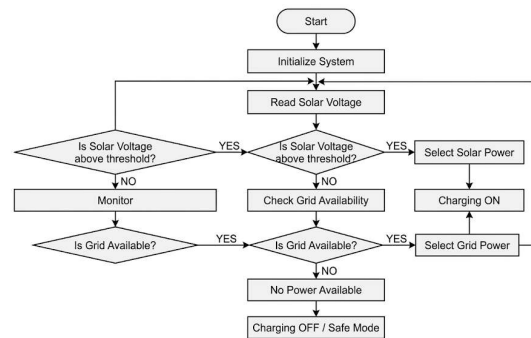 Start
Initialize System
Read Solar Voltage
Is Solar Voltage
above threshold?
YES
Is Solar Voltage
above threshold?
YES
Select Solar Power
NO
NO
Monitor
Check Grid Availability
Charging ON
Is Grid Available?
YES
Is Grid Available?
YES
Select Grid Power
NO
No Power Available
Charging OFF / Safe Mode